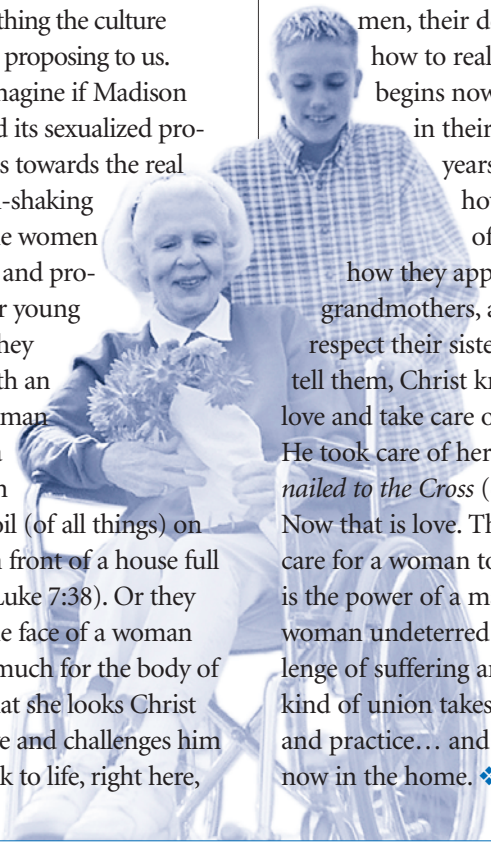 thing the culture
proposing to us.
magine if Madison
d its sexualized pro-
s towards the real
-shaking
e women
and pro-
r young
hey
th an
man
n
oil (of all things) on
front of a house full
Luke 7:38). Or they
e face of a woman
much for the body of
at she looks Christ
e and challenges him
k to life, right here,
men, their d
how to real
begins now
in their
years
ho
of
how they app
grandmothers, a
respect their siste
tell them, Christ kn
love and take care o
He took care of her
nailed to the Cross (
Now that is love. Th
care for a woman to
is the power of a m
woman undeterred
lenge of suffering an
kind of union takes
and practice… and
now in the home. ❖